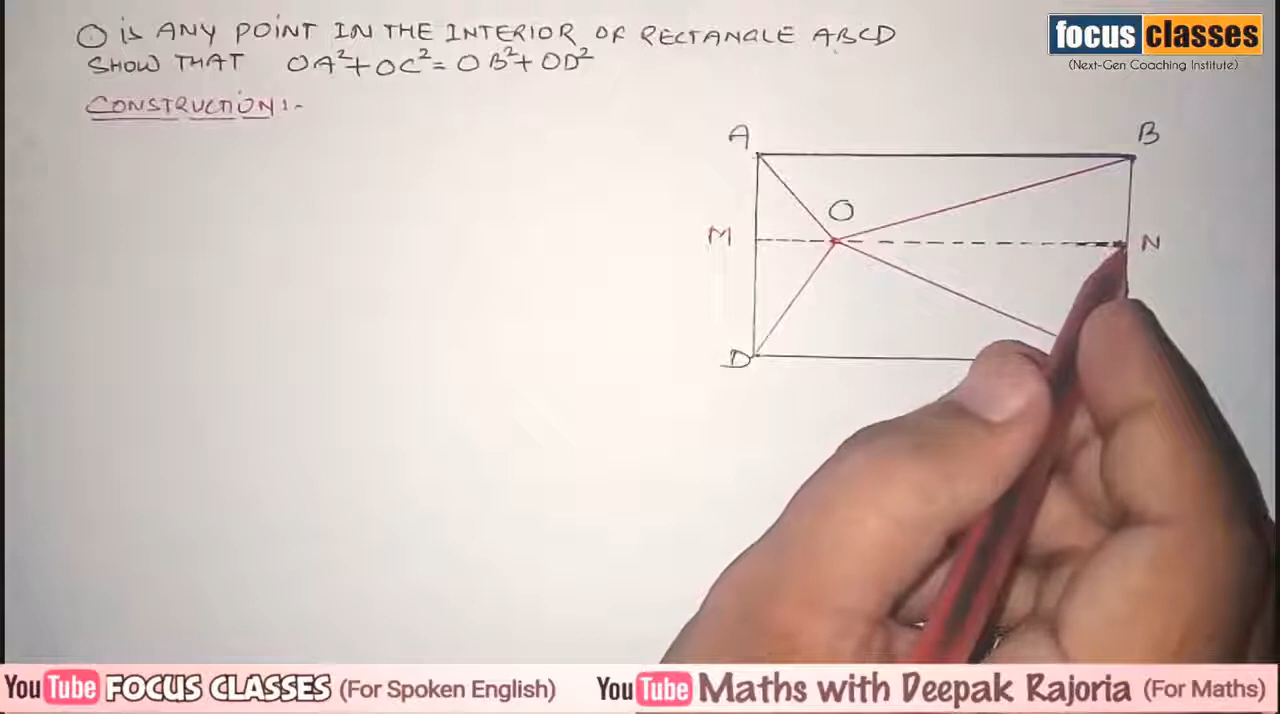 O is ANY POINT IN THE INTERIOR OF RECTANGLE ABCD
SHOW THAT OA²+OC²=OB²+OD²
CONSTRUCTION:-
focus classes
(Next-Gen Coaching Institute)
A
B
O
M
N
D
YouTube FOCUS CLASSES (For Spoken English) YouTube Maths with Deepak Rajoria (For Maths)